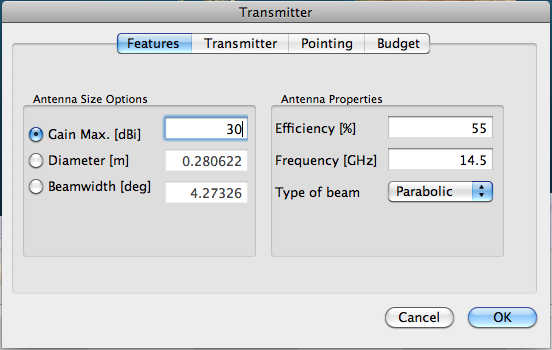 Transmitter
Features Transmitter Pointing Budget
Antenna Size Options
Gain Max. [dBi] 30
Diameter [m] 0.280622
Beamwidth [deg] 4.27326
Antenna Properties
Efficiency [%] 55
Frequency [GHz] 14.5
Type of beam Parabolic
Cancel OK